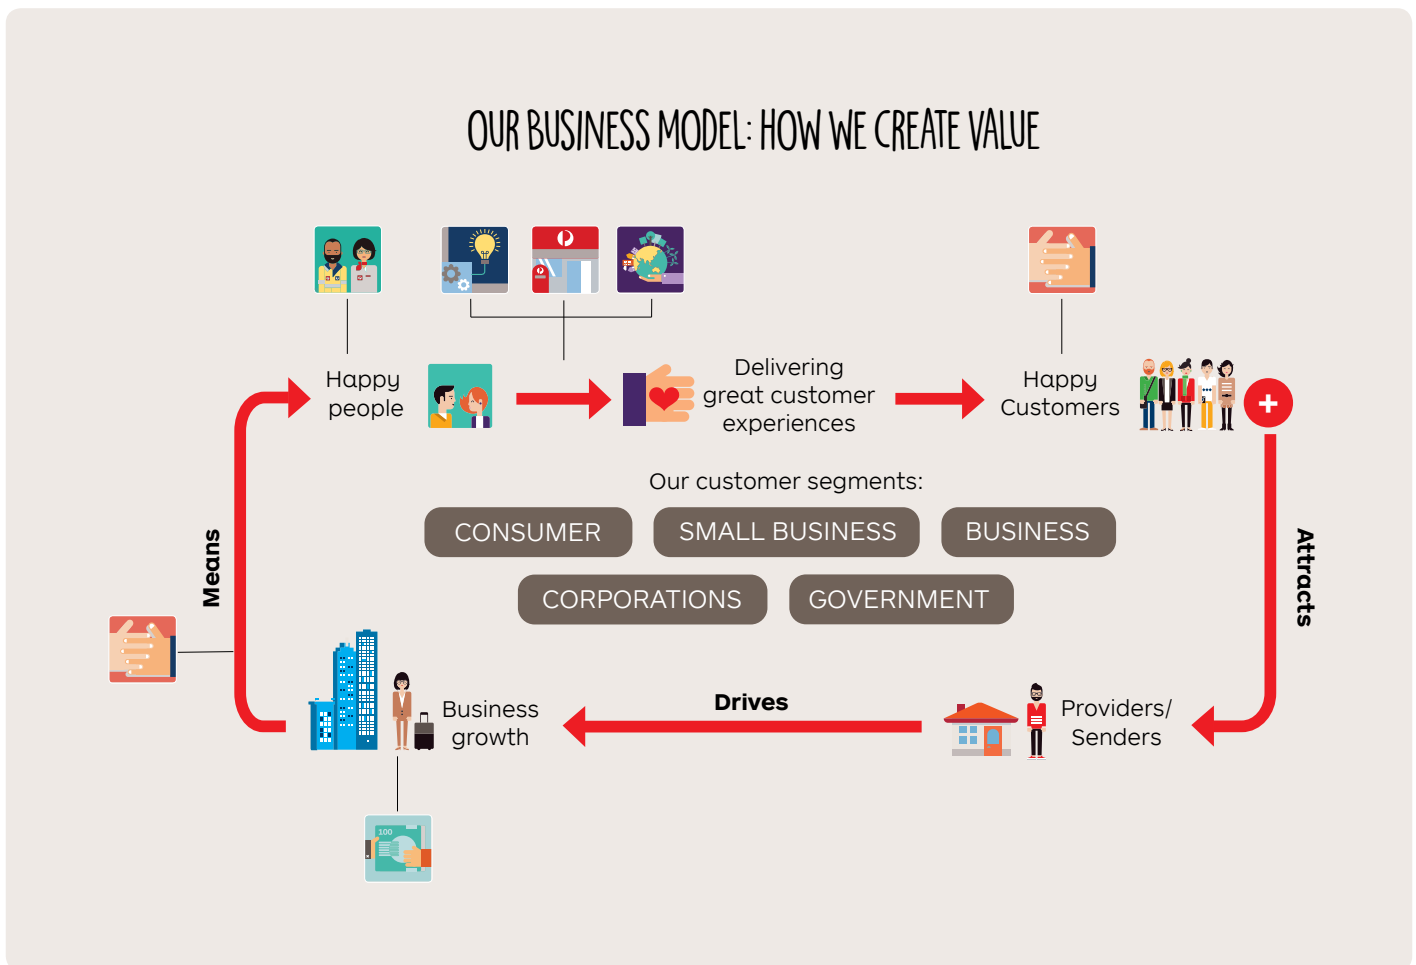 OUR BUSINESS MODEL: HOW WE CREATE VALUE
Happy
people
Delivering
great customer
experiences
Happy
Customers
+
Our customer segments:
CONSUMER
SMALL BUSINESS
BUSINESS
CORPORATIONS
GOVERNMENT
Means
Attracts
Business
growth
Drives
Providers/
Senders
100